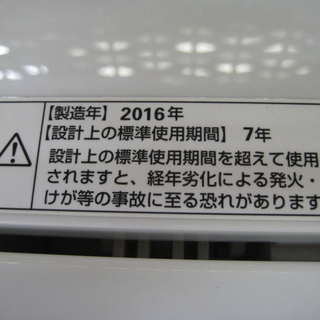 【製造年】2016年
【設計上の標準使用期間】 7年
設計上の標準使用期間を超えて使用
されますと、経年劣化による発火・
けが等の事故に至る恐れがあります